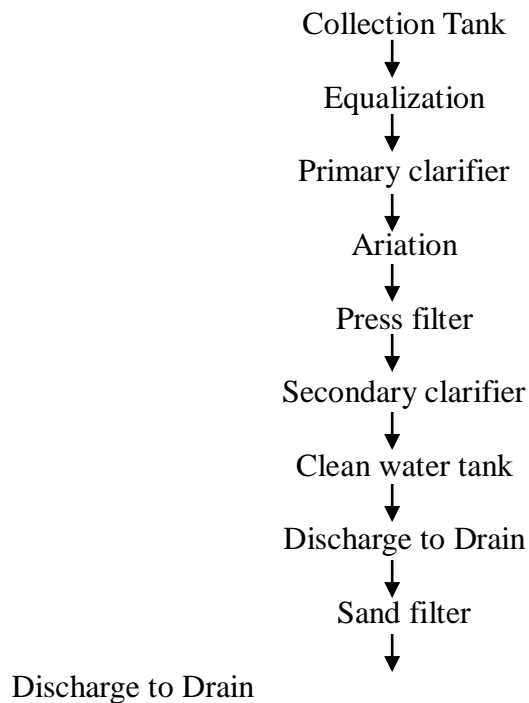 Collection Tank
Equalization
Primary clarifier
Ariation
Press filter
Secondary clarifier
Clean water tank
Discharge to Drain
Sand filter
Discharge to Drain